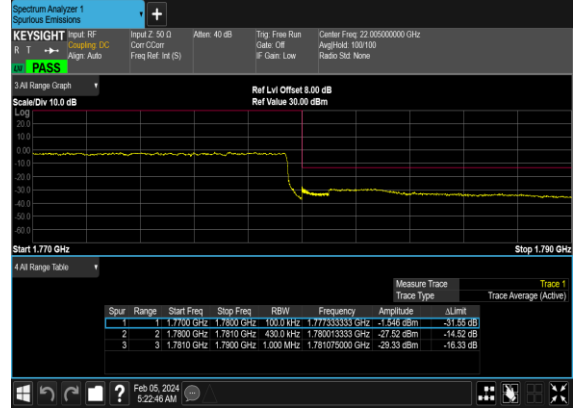 Spectrum Analyzer 1
Spurious Emissions
KEYSIGHT Input: RF Input Z: 50 Ω Atten: 40 dB Trig: Free Run Center Freq: 22.005000000 GHz
R T Coupling: DC Corr CCorr Gate: Off Avg|Hold: 100/100
Align: Auto Freq Ref: Int (S) IF Gain: Low Radio Std: None
PASS
3 All Range Graph
Ref Lvl Offset 8.00 dB
Scale/Div 10.0 dB Ref Value 30.00 dBm
Log
20.0
10.0
0.00
-10.0
-20.0
-30.0
-40.0
-50.0
-60.0
Start 1.770 GHz Stop 1.790 GHz
4 All Range Table
Measure Trace Trace 1
Trace Type Trace Average (Active)
Spur Range Start Freq Stop Freq RBW Frequency Amplitude ΔLimit
1 1 1.7700 GHz 1.7800 GHz 100.0 kHz 1.777333333 GHz -1.546 dBm -31.55 dB
2 2 1.7800 GHz 1.7810 GHz 430.0 kHz 1.780013333 GHz -27.52 dBm -14.52 dB
3 3 1.7810 GHz 1.7900 GHz 1.000 MHz 1.781075000 GHz -29.33 dBm -16.33 dB
Feb 05, 2024
5:22:46 AM